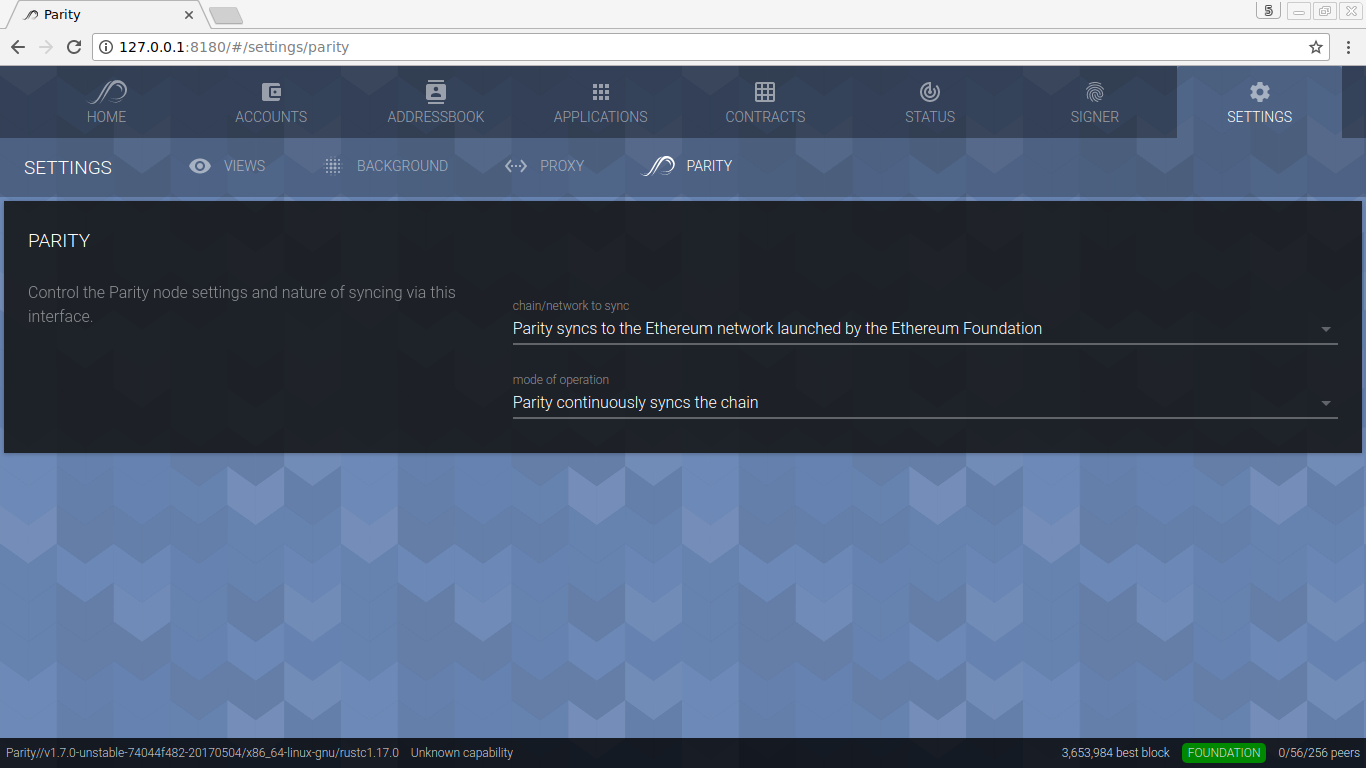 Parity
5
127.0.0.1:8180/#/settings/parity
HOME
ACCOUNTS
ADDRESSBOOK
APPLICATIONS
CONTRACTS
STATUS
SIGNER
SETTINGS
SETTINGS
VIEWS
BACKGROUND
PROXY
PARITY
PARITY
Control the Parity node settings and nature of syncing via this
interface.
chain/network to sync
Parity syncs to the Ethereum network launched by the Ethereum Foundation
mode of operation
Parity continuously syncs the chain
Parity//v1.7.0-unstable-74044f482-20170504/x86_64-linux-gnu/rustc1.17.0
Unknown capability
3,653,984 best block
FOUNDATION
0/56/256 peers